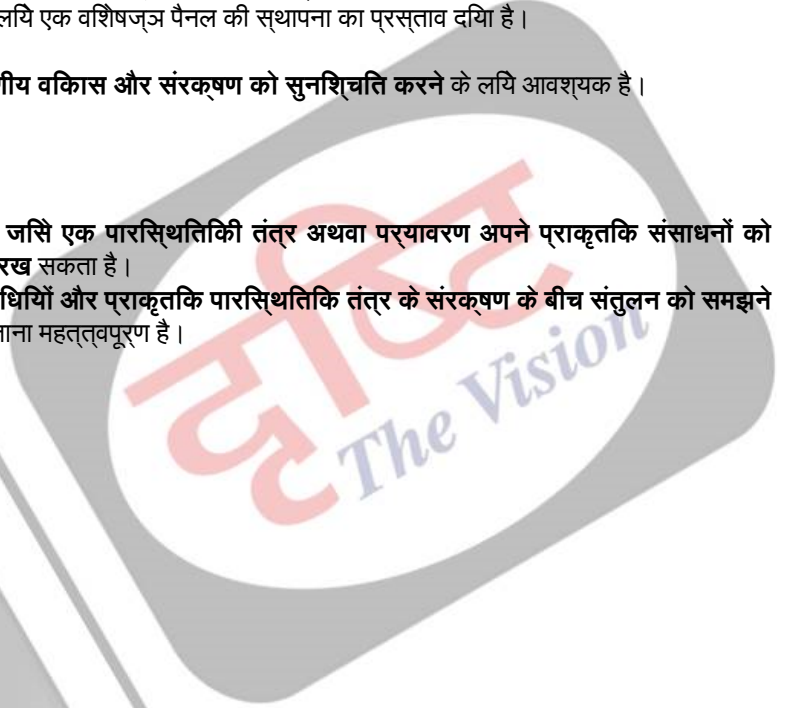 लिये एक विशेषज्ञ पैनल की स्थापना का प्रस्ताव दिया है।
विकास और संरक्षण को सुनिश्चित करने के लिये आवश्यक है।
जिसे एक पारिस्थितिकी तंत्र अथवा पर्यावरण अपने प्राकृतिक संसाधनों को
रख सकता है।
और प्राकृतिक पारिस्थितिक तंत्र के संरक्षण के बीच संतुलन को समझने
महत्त्वपूर्ण है।
दृष्टि
The Vision